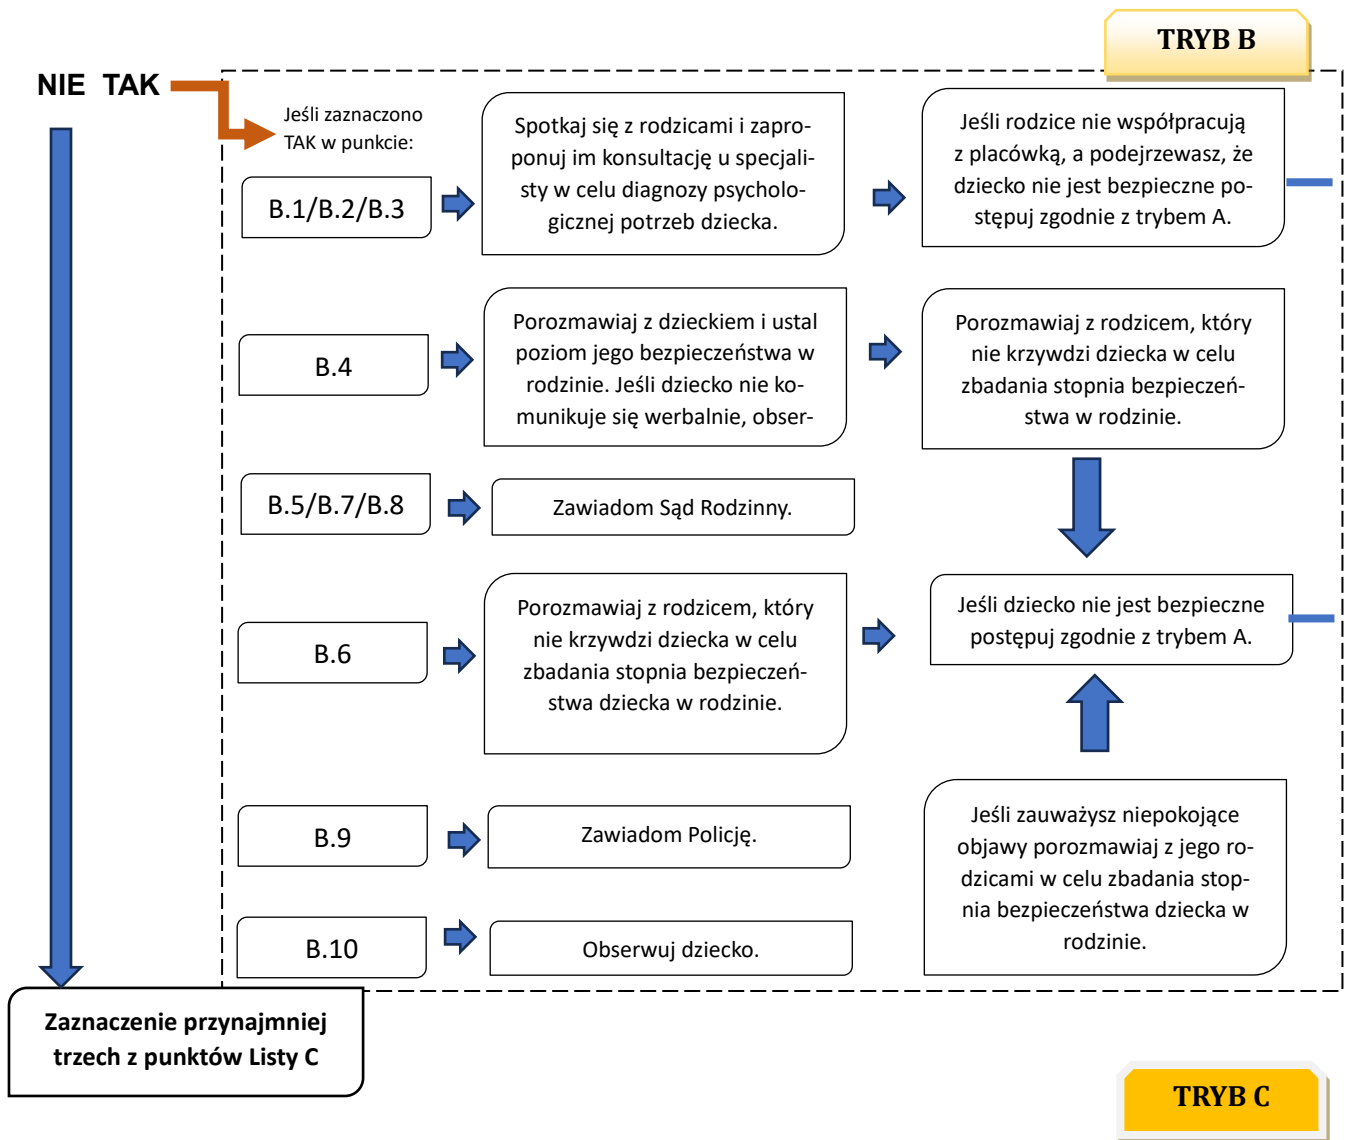 TRYB B
NIE TAK
Jeśli zaznaczono
TAK w punkcie:
B.1/B.2/B.3
Spotkaj się z rodzicami i zapro-
ponuj im konsultację u specjali-
sty w celu diagnozy psycholo-
gicznej potrzeb dziecka.
Jeśli rodzice nie współpracują
z placówką, a podejrzewasz, że
dziecko nie jest bezpieczne po-
stępuj zgodnie z trybem A.
B.4
Porozmawiaj z dzieckiem i ustal
poziom jego bezpieczeństwa w
rodzinie. Jeśli dziecko nie ko-
munikuje się werbalnie, obser-
Porozmawiaj z rodzicem, który
nie krzywdzi dziecka w celu
zbadania stopnia bezpieczeń-
stwa w rodzinie.
B.5/B.7/B.8
Zawiadom Sąd Rodzinny.
B.6
Porozmawiaj z rodzicem, który
nie krzywdzi dziecka w celu
zbadania stopnia bezpieczeń-
stwa dziecka w rodzinie.
Jeśli dziecko nie jest bezpieczne
postępuj zgodnie z trybem A.
B.9
Zawiadom Policję.
B.10
Obserwuj dziecko.
Jeśli zauważysz niepokojące
objawy porozmawiaj z jego ro-
dzicami w celu zbadania stop-
nia bezpieczeństwa dziecka w
rodzinie.
Zaznaczenie przynajmniej
trzech z punktów Listy C
TRYB C